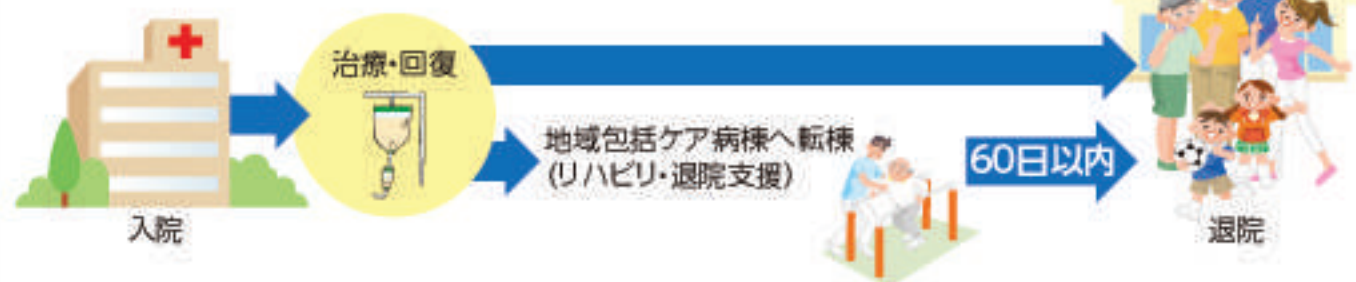 治療・回復
地域包括ケア病棟へ転棟
(リハビリ・退院支援)
60日以内
入院
退院